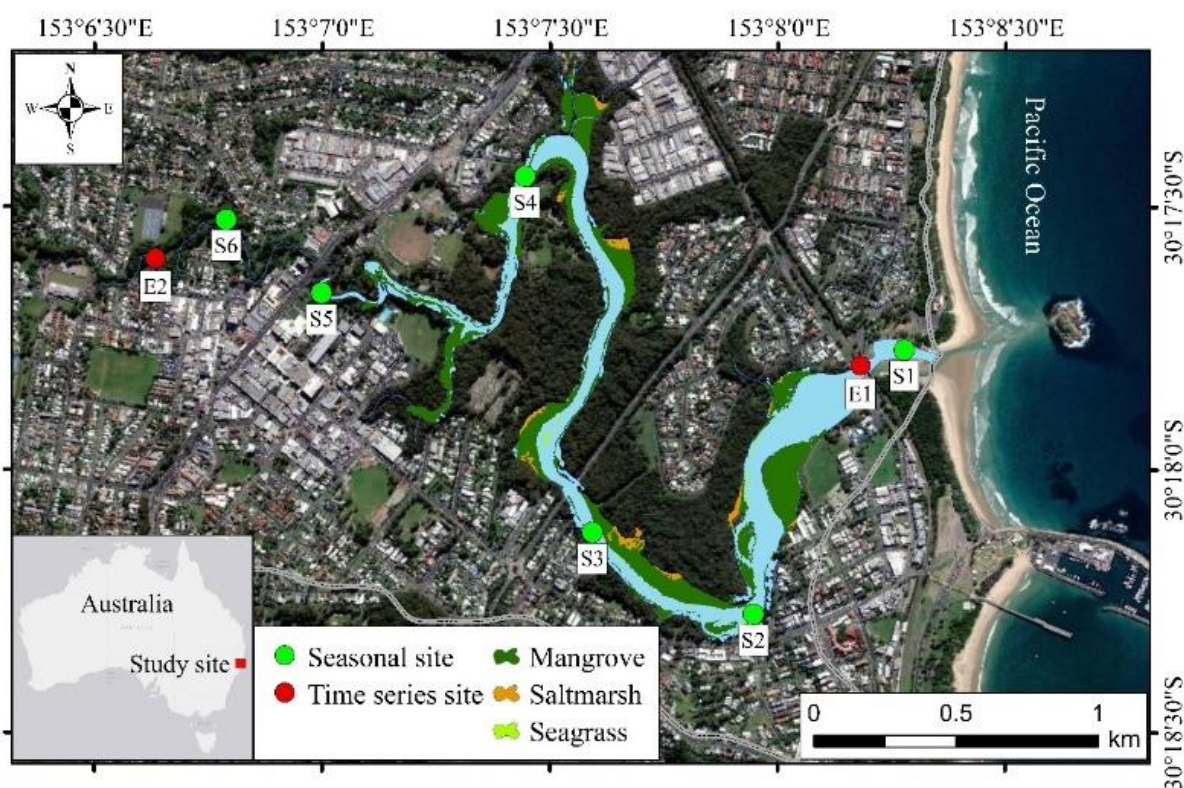 153°6'30"E
153°7'0"E
153°7'30"E
153°8'0"E
153°8'30"E
N
W
E
S
Pacific Ocean
30°17'30"S
30°18'0"S
30°18'30"S
S4
S6
E2
S5
S1
E1
S3
S2
Australia
Study site
Seasonal site
Time series site
Mangrove
Saltmarsh
Seagrass
0
0.5
1
km